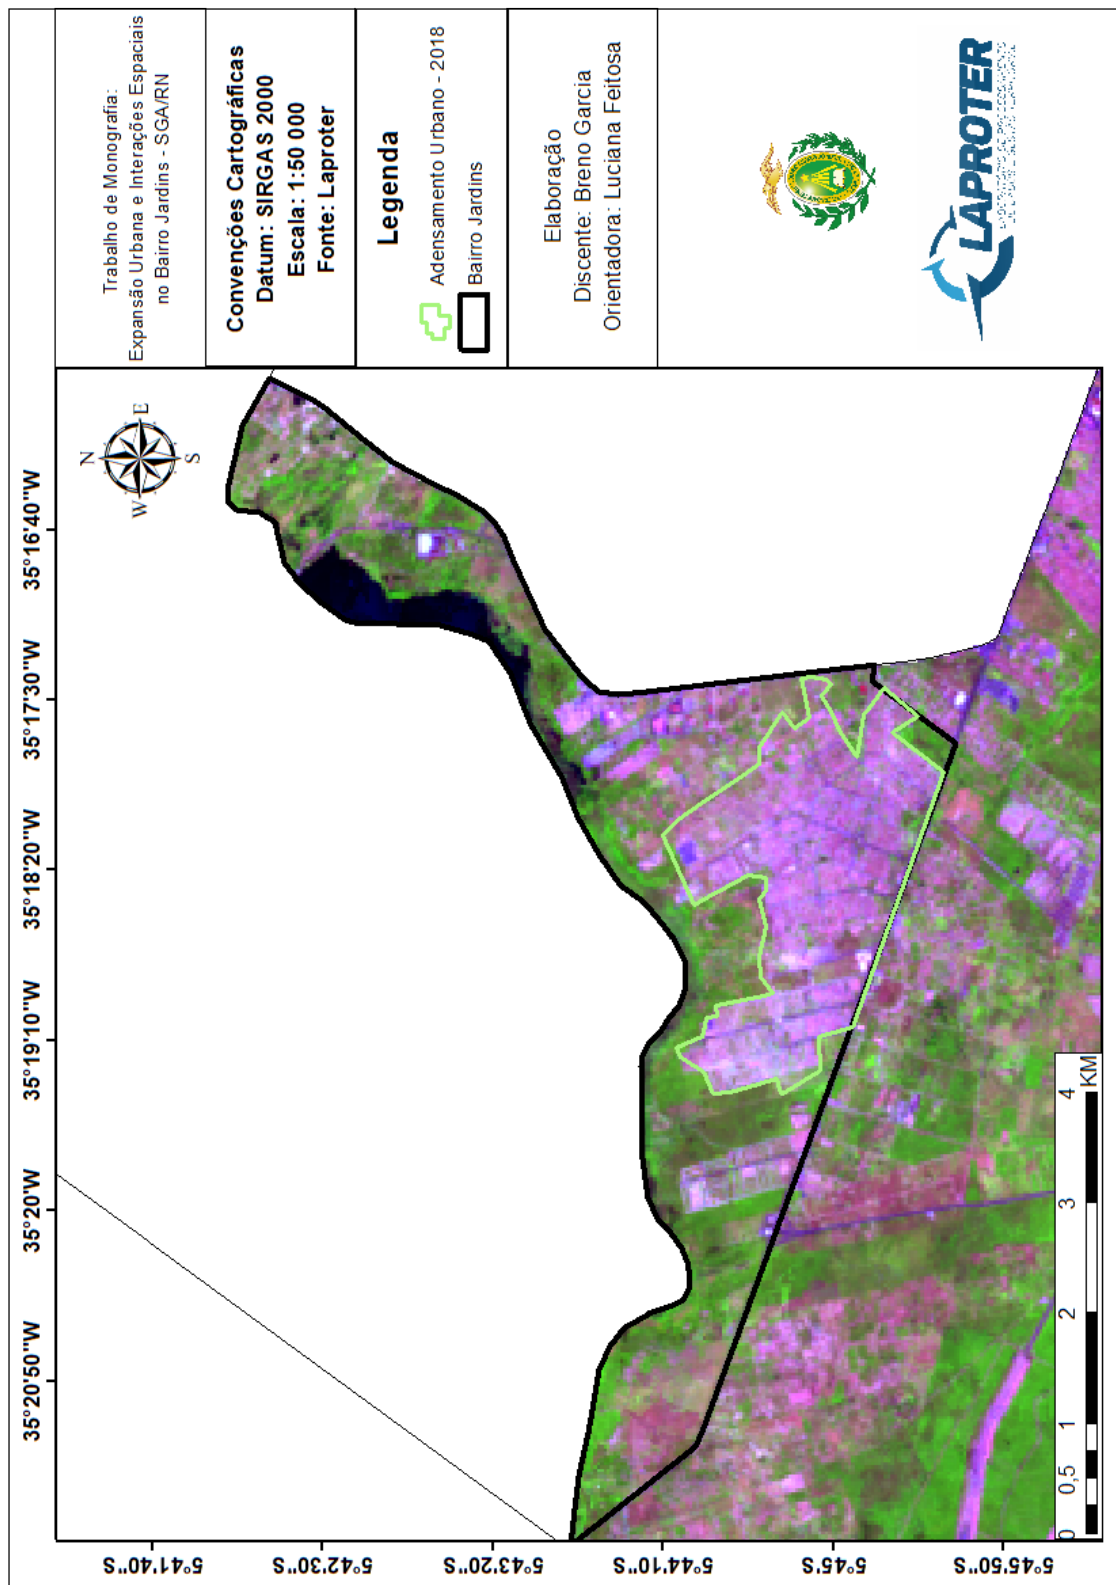 Trabalho de Monografia:
Expansão Urbana e Interações Espaciais
no Bairro Jardins - SGA/RN
Convenções Cartográficas
Datum: SIRGAS 2000
Escala: 1:50 000
Fonte: Laproter
Legenda
Adensamento Urbano - 2018
Bairro Jardins
Elaboração
Discente: Breno Garcia
Orientadora: Luciana Feitosa
LAPROTER
N
W
E
S
35°20'50"W
35°20'W
35°19'10"W
35°18'20"W
35°17'30"W
35°16'40"W
5°41'40"S
5°42'30"S
5°43'20"S
5°44'10"S
5°45'S
5°45'50"S
0 0,5 1 2 3 4
KM